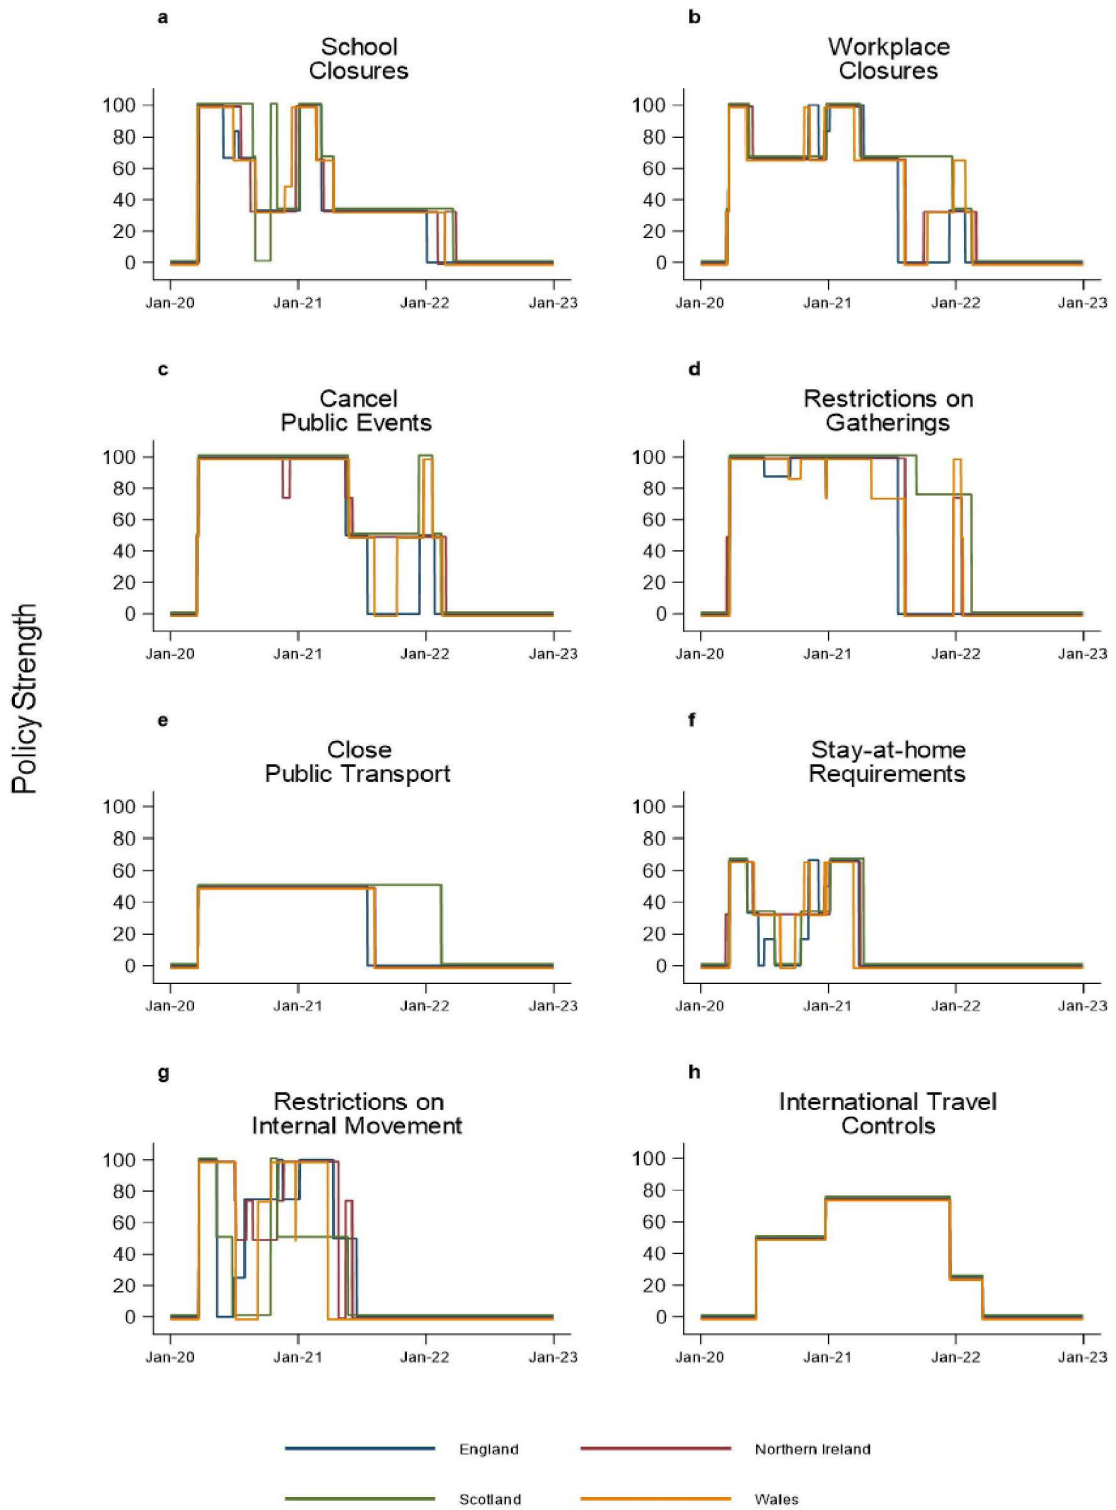 a
School
Closures
100
80
60
40
20
0
Jan-20 Jan-21 Jan-22 Jan-23
b
Workplace
Closures
100
80
60
40
20
0
Jan-20 Jan-21 Jan-22 Jan-23
c
Cancel
Public Events
100
80
60
40
20
0
Jan-20 Jan-21 Jan-22 Jan-23
d
Restrictions on
Gatherings
100
80
60
40
20
0
Jan-20 Jan-21 Jan-22 Jan-23
Policy Strength
e
Close
Public Transport
100
80
60
40
20
0
Jan-20 Jan-21 Jan-22 Jan-23
f
Stay-at-home
Requirements
100
80
60
40
20
0
Jan-20 Jan-21 Jan-22 Jan-23
g
Restrictions on
Internal Movement
100
80
60
40
20
0
Jan-20 Jan-21 Jan-22 Jan-23
h
International Travel
Controls
100
80
60
40
20
0
Jan-20 Jan-21 Jan-22 Jan-23
England Northern Ireland
Scotland Wales